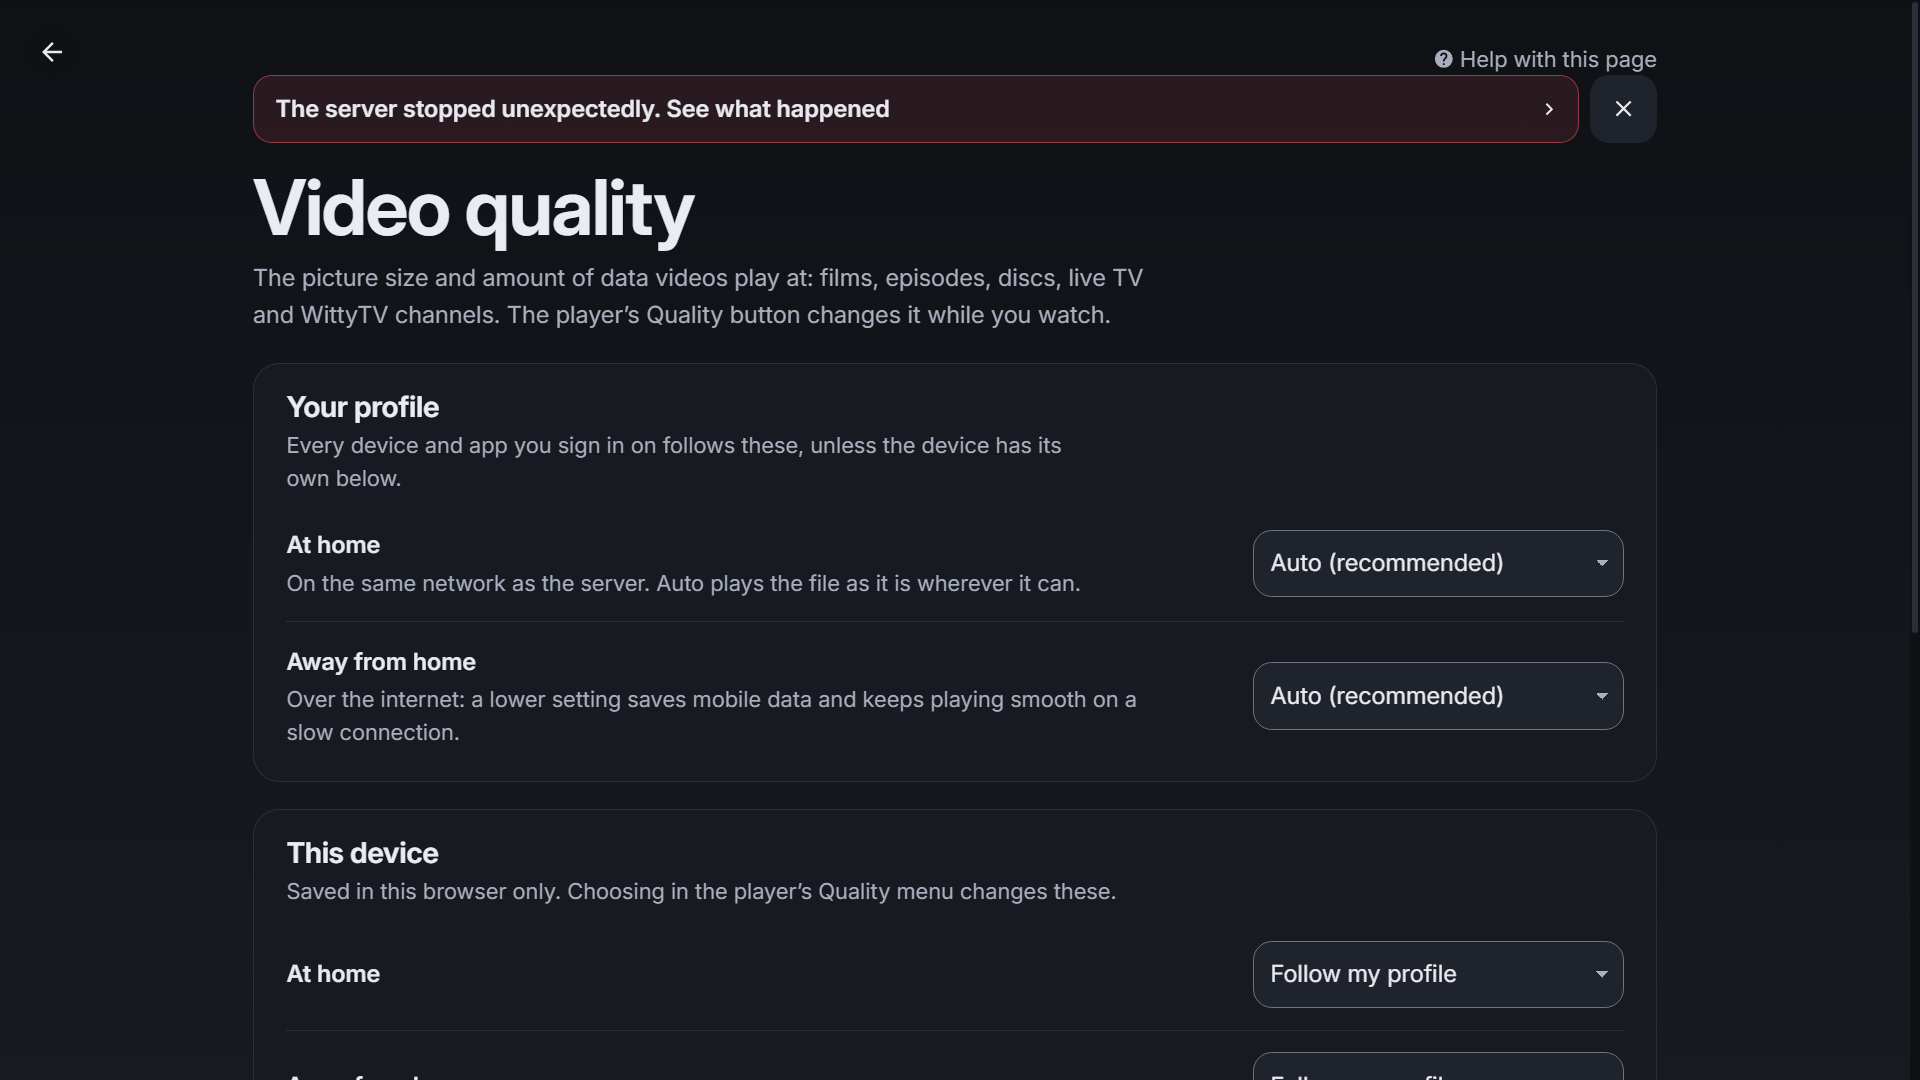 Help with this page
The server stopped unexpectedly. See what happened
Video quality
The picture size and amount of data videos play at: films, episodes, discs, live TV
and WittyTV channels. The player’s Quality button changes it while you watch.
Your profile
Every device and app you sign in on follows these, unless the device has its
own below.
At home
On the same network as the server. Auto plays the file as it is wherever it can.
Auto (recommended)
Away from home
Over the internet: a lower setting saves mobile data and keeps playing smooth on a
slow connection.
Auto (recommended)
This device
Saved in this browser only. Choosing in the player’s Quality menu changes these.
At home
Follow my profile